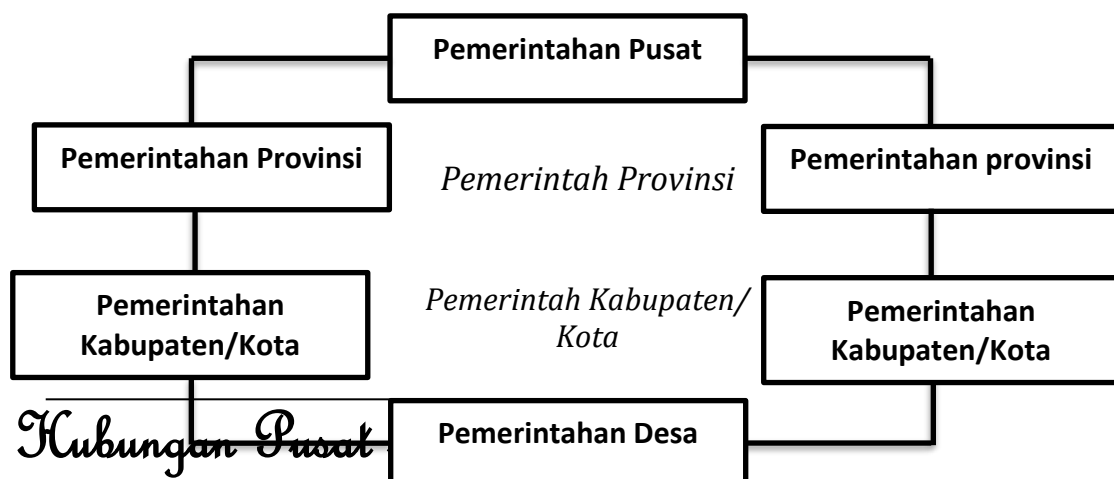 Pemerintahan Pusat
Pemerintahan Provinsi
Pemerintah Provinsi
Pemerintahan provinsi
Pemerintahan
Kabupaten/Kota
Pemerintah Kabupaten/
Kota
Pemerintahan
Kabupaten/Kota
Hubungan Pusat
Pemerintahan Desa